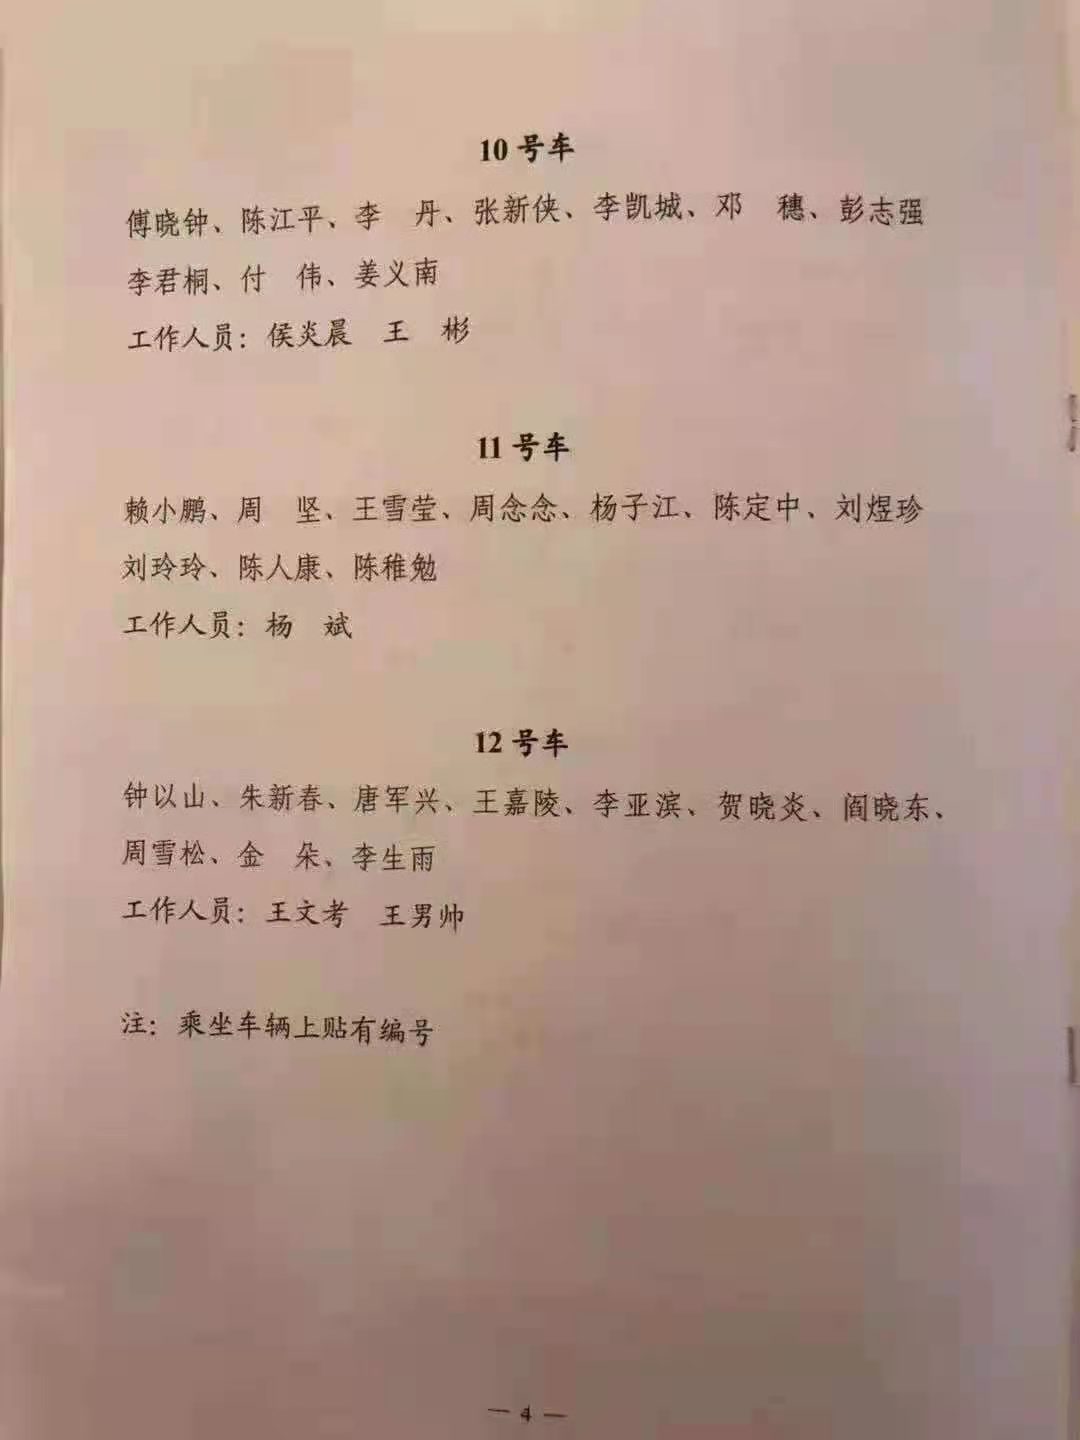 10 号车
傅晓钟、陈江平、李　丹、张新侠、李凯城、邓　穗、彭志强
李君桐、付　伟、姜义南
工作人员：侯炎晨　王　彬
11 号车
赖小鹏、周　坚、王雪莹、周念念、杨子江、陈定中、刘煜珍
刘玲玲、陈人康、陈稚勉
工作人员：杨　斌
12 号车
钟以山、朱新春、唐军兴、王嘉陵、李亚滨、贺晓炎、阎晓东、
周雪松、金　朵、李生雨
工作人员：王文考　王男帅
注：乘坐车辆上贴有编号
— 4 —